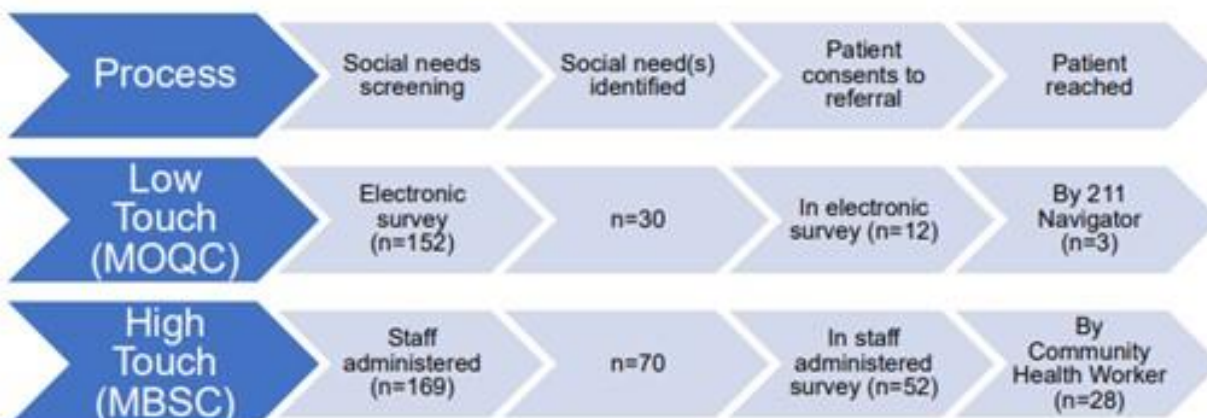 Process
Social needs
screening
Social need(s)
identified
Patient
consents to
referral
Patient
reached
Low
Touch
(MOQC)
Electronic
survey
(n=152)
n=30
In electronic
survey (n=12)
By 211
Navigator
(n=3)
High
Touch
(MBSC)
Staff
administered
(n=169)
n=70
In staff
administered
survey (n=52)
By
Community
Health Worker
(n=28)